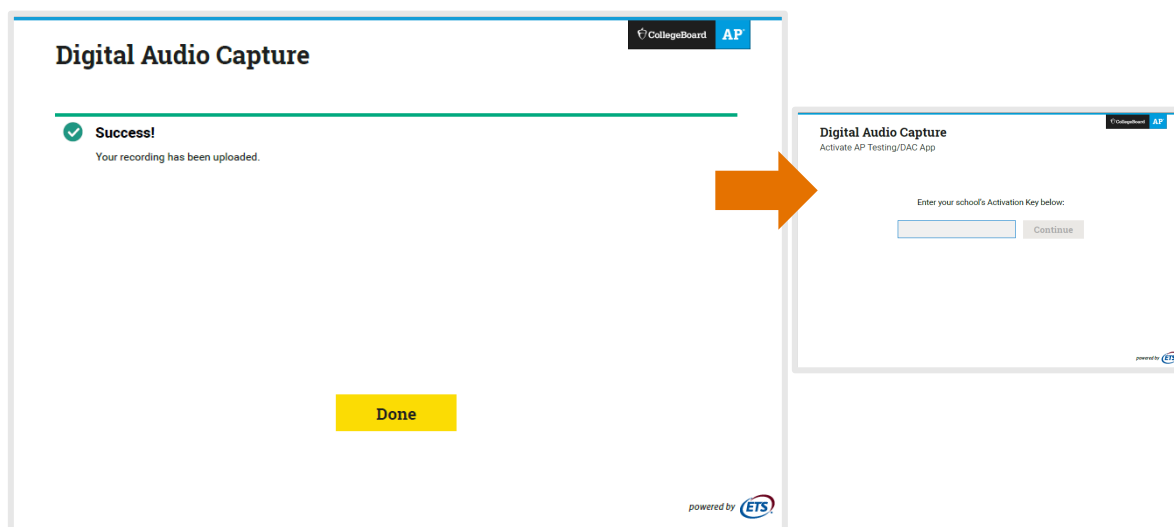 CollegeBoard AP
Digital Audio Capture
Success!
Your recording has been uploaded.
Done
powered by ETS
CollegeBoard AP
Digital Audio Capture
Activate AP Testing/DAC App
Enter your school's Activation Key below:
Continue
powered by ETS